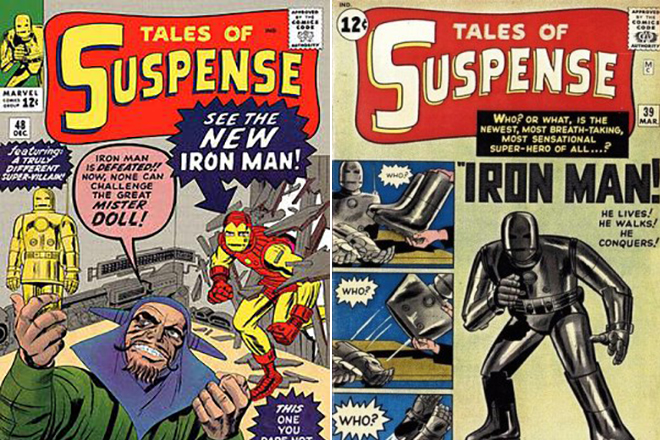 IND.
APPROVED
BY THE
COMICS
CODE
AUTHORITY
TALES OF
SUSPENSE
MARVEL
COMICS
GROUP
12¢
48
DEC.
SEE THE
NEW
IRON MAN!
featuring:
A TRULY
DIFFERENT
SUPER-VILLAIN!
IRON MAN
IS DEFEATED!!
NOW, NONE CAN
CHALLENGE
THE GREAT
MISTER
DOLL!
THIS
ONE
YOU
DARE NOT
IND.
12¢
APPROVED
BY THE
COMICS
CODE
AUTHORITY
TALES OF
SUSPENSE
M
C
39
MAR.
WHO? OR WHAT, IS THE
NEWEST, MOST BREATH-TAKING,
MOST SENSATIONAL
SUPER-HERO OF ALL...?
"IRON MAN!
HE LIVES!
HE WALKS!
HE
CONQUERS!
WHO?
WHO?
WHO?